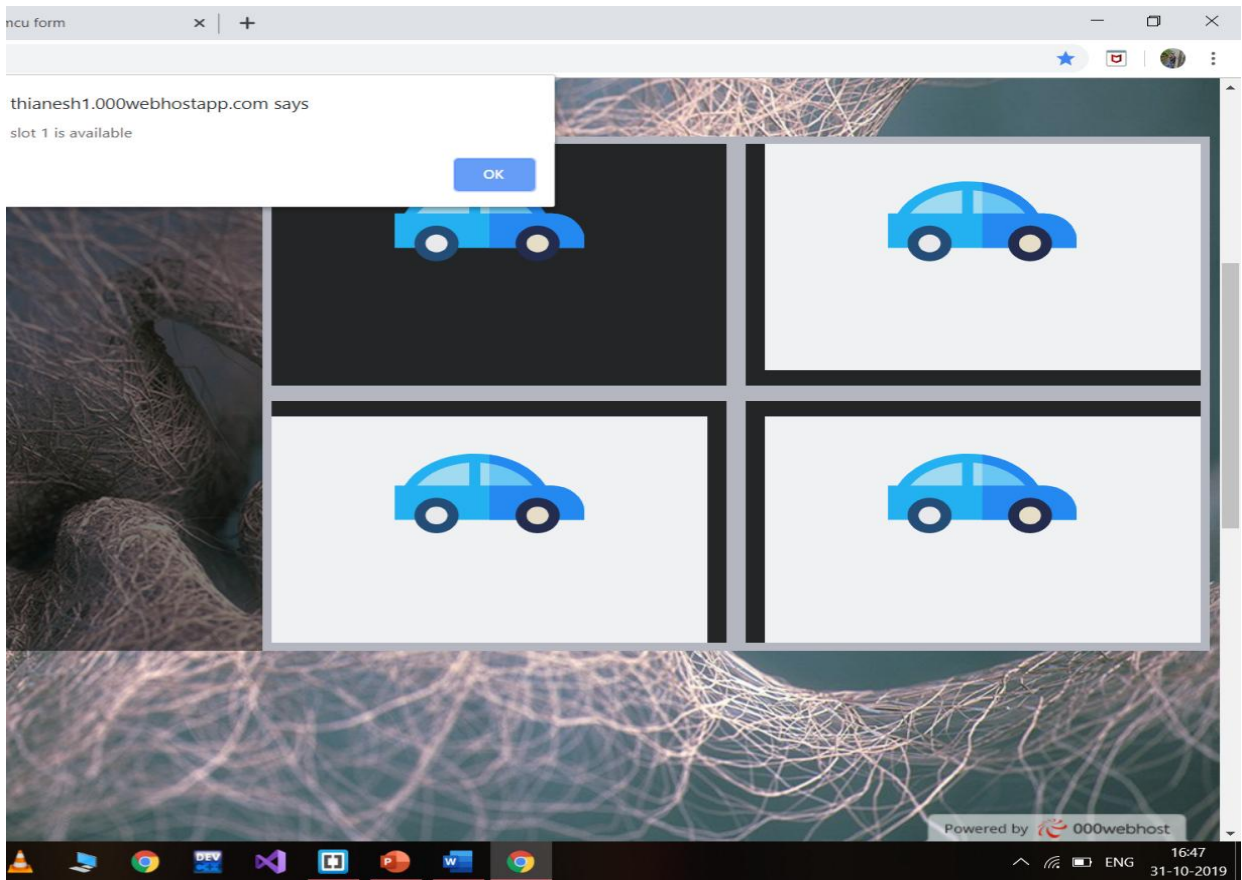 ncu form
thianesh1.000webhostapp.com says
slot 1 is available
OK
Powered by 000webhost
DEV
ENG
16:47
31-10-2019